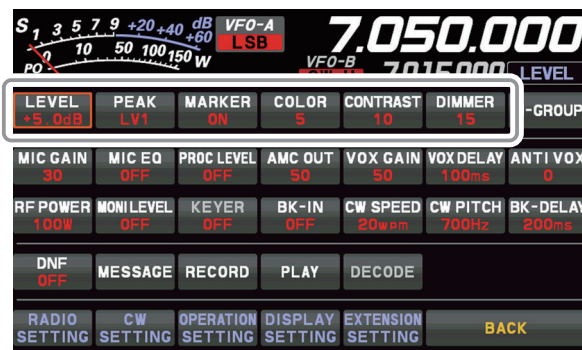 S 1 3 5 7 9 +20 +40 +60 dB VFO-A 7.050.000
LSB
PO 10 50 100 150 W VFO-B 7.015.000 LEVEL
LEVEL PEAK MARKER COLOR CONTRAST DIMMER -GROUP
+5.0dB LV1 ON 5 10 15
MIC GAIN MIC EQ PROC LEVEL AMC OUT VOX GAIN VOX DELAY ANTI VOX
30 OFF OFF 50 50 100ms 0
RF POWER MONI LEVEL KEYER BK-IN CW SPEED CW PITCH BK-DELAY
100W OFF OFF OFF 20wpm 700Hz 200ms
DNF MESSAGE RECORD PLAY DECODE
OFF
RADIO CW OPERATION DISPLAY EXTENSION BACK
SETTING SETTING SETTING SETTING SETTING